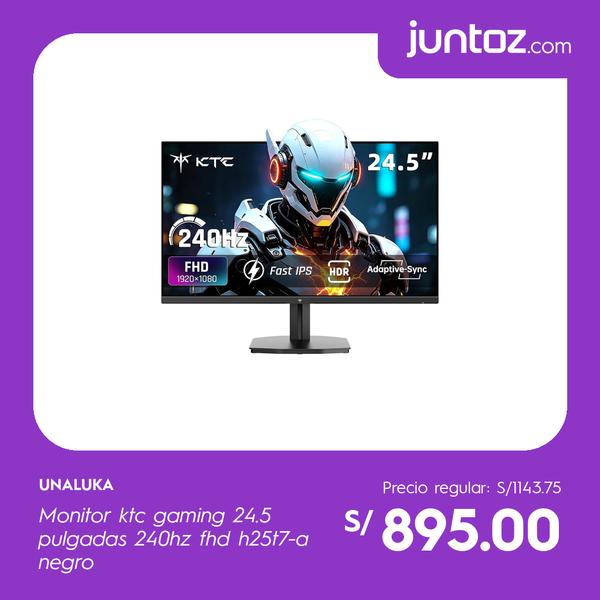 juntoz.com
KTC
24.5”
240Hz
FHD
1920×1080
Fast IPS
HDR
Adaptive-Sync
UNALUKA
Monitor ktc gaming 24.5
pulgadas 240hz fhd h25t7-a
negro
Precio regular: S/1143.75
S/ 895.00